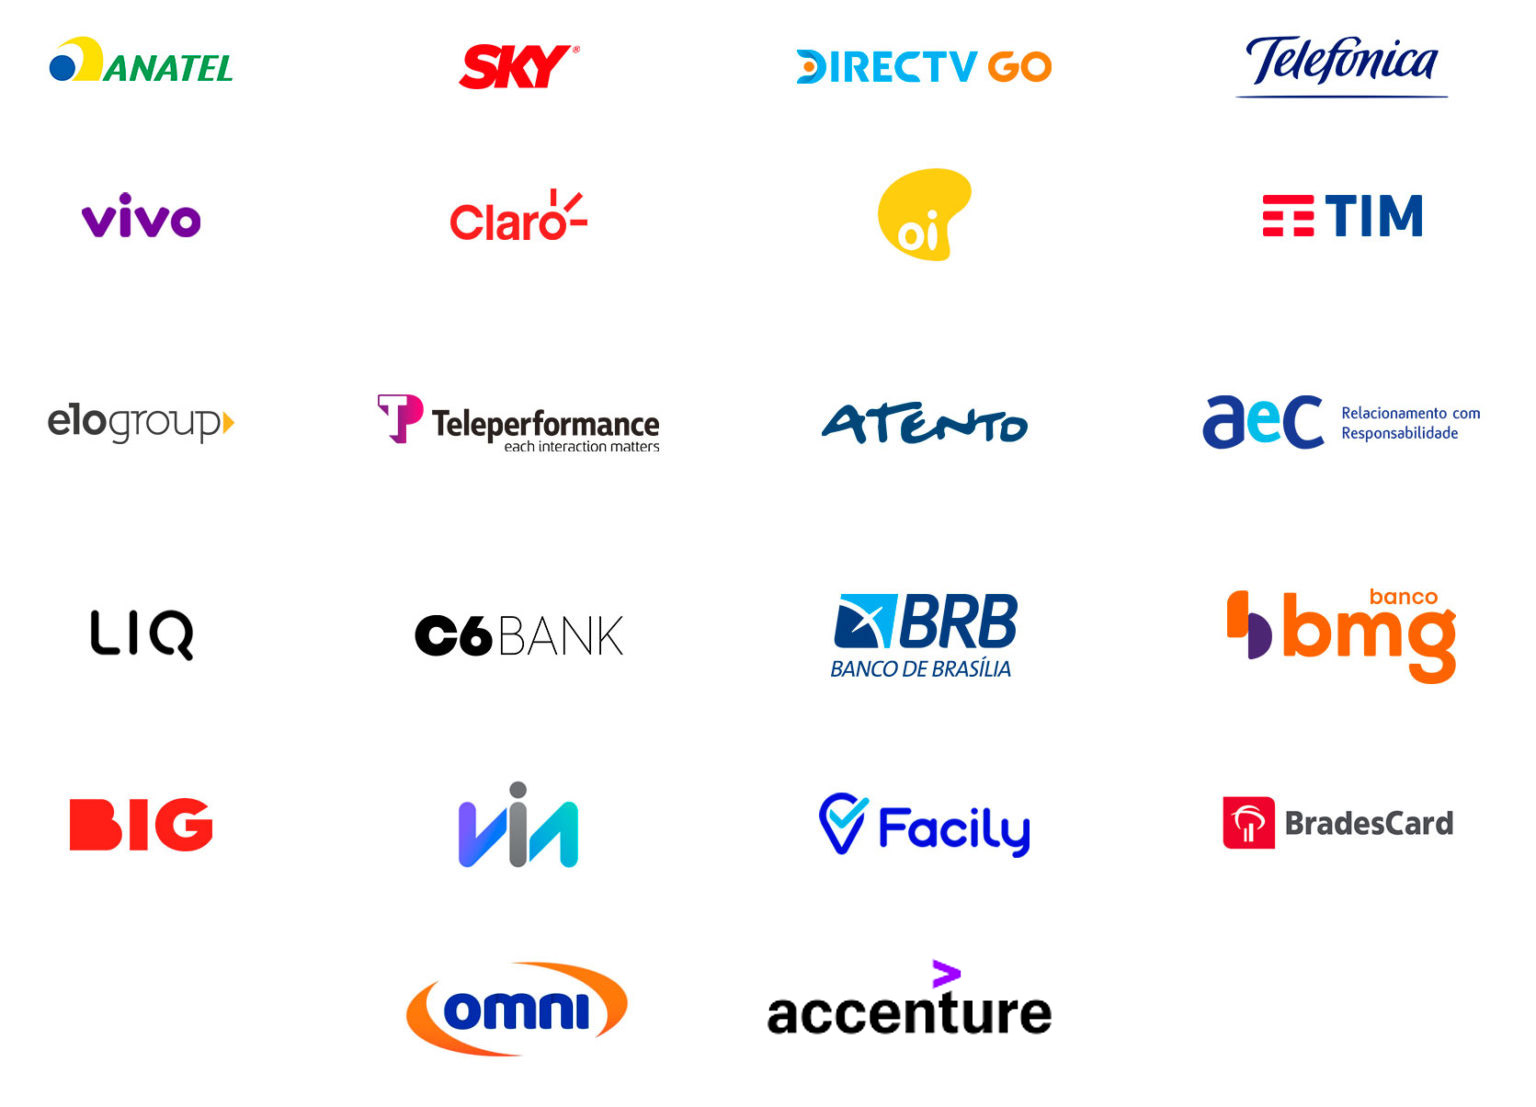 ANATEL
SKY®
DIRECTV GO
Telefónica
vivo
Claro
oi
TIM
elogroup
TP Teleperformance
each interaction matters
ATENTO
aeC Relacionamento com
Responsabilidade
LIQ
C6BANK
BRB
BANCO DE BRASÍLIA
banco
bmg
BIG
via
Facily
BradesCard
omni
accenture